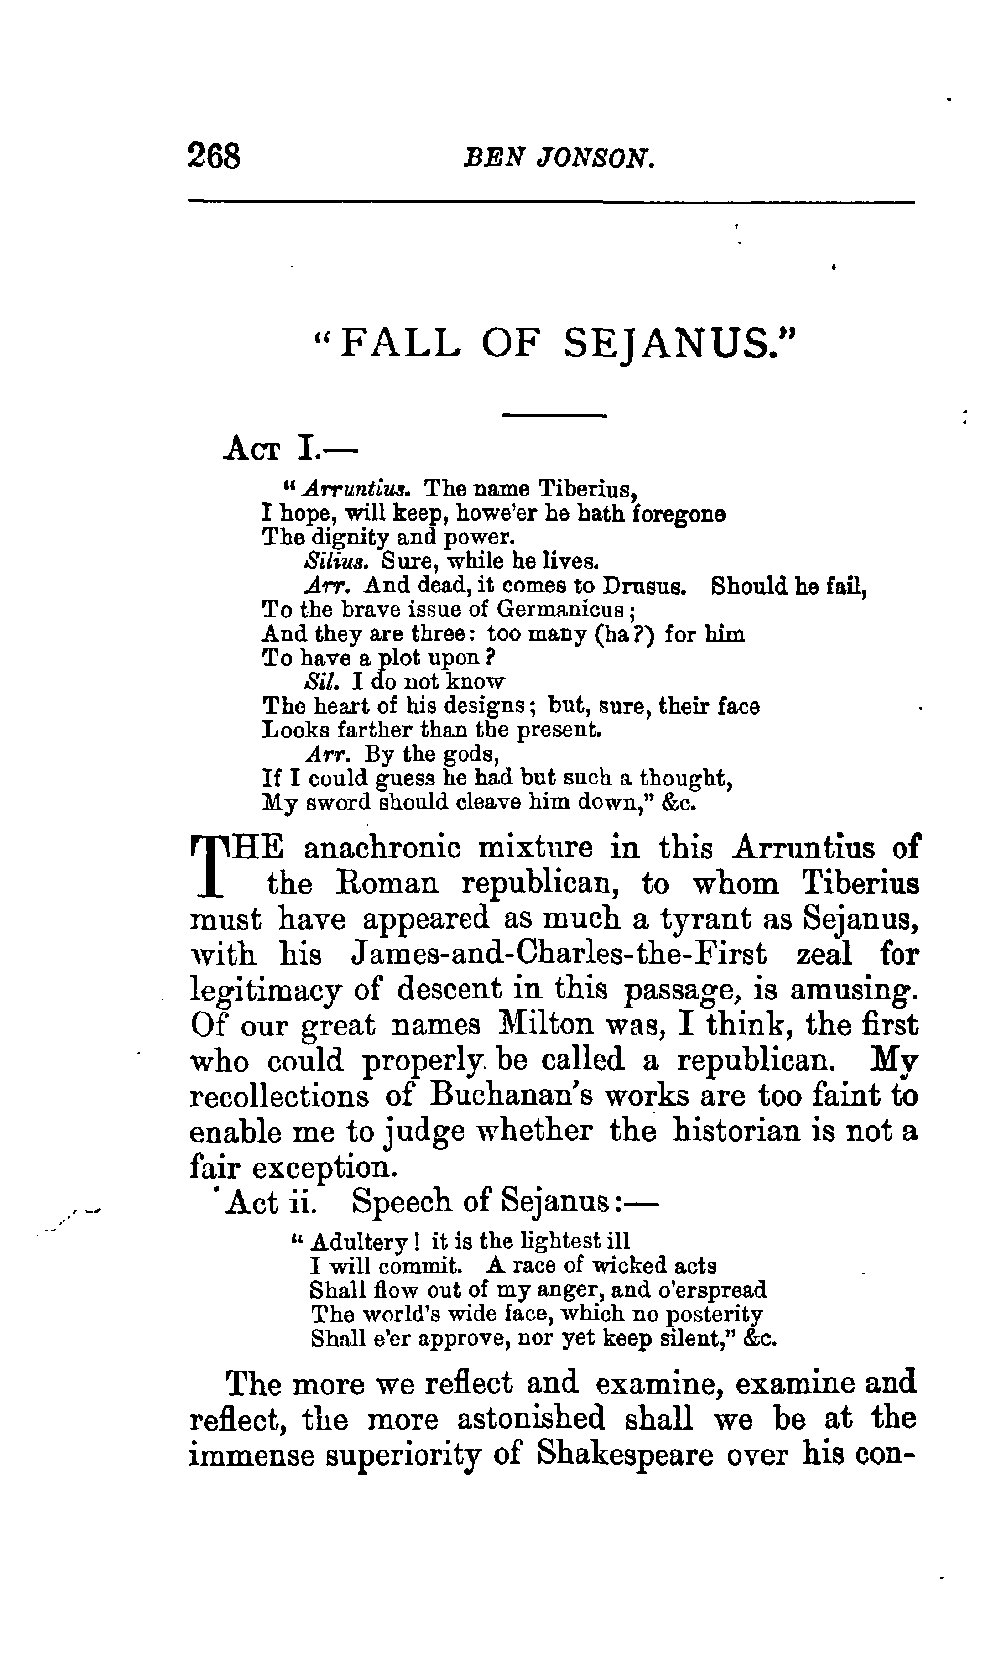 268 BEN JONSON.
"FALL OF SEJANUS."
ACT I.—
"Arruntius. The name Tiberius,
I hope, will keep, howe'er he hath foregone
The dignity and power.
Silius. Sure, while he lives.
Arr. And dead, it comes to Drusus. Should he fail,
To the brave issue of Germanicus;
And they are three: too many (ha?) for him
To have a plot upon?
Sil. I do not know
The heart of his designs; but, sure, their face
Looks farther than the present.
Arr. By the gods,
If I could guess he had but such a thought,
My sword should cleave him down," &c.
THE anachronic mixture in this Arruntius of
the Roman republican, to whom Tiberius
must have appeared as much a tyrant as Sejanus,
with his James-and-Charles-the-First zeal for
legitimacy of descent in this passage, is amusing.
Of our great names Milton was, I think, the first
who could properly be called a republican. My
recollections of Buchanan's works are too faint to
enable me to judge whether the historian is not a
fair exception.
Act ii. Speech of Sejanus:—
"Adultery! it is the lightest ill
I will commit. A race of wicked acts
Shall flow out of my anger, and o'erspread
The world's wide face, which no posterity
Shall e'er approve, nor yet keep silent," &c.
The more we reflect and examine, examine and
reflect, the more astonished shall we be at the
immense superiority of Shakespeare over his con-